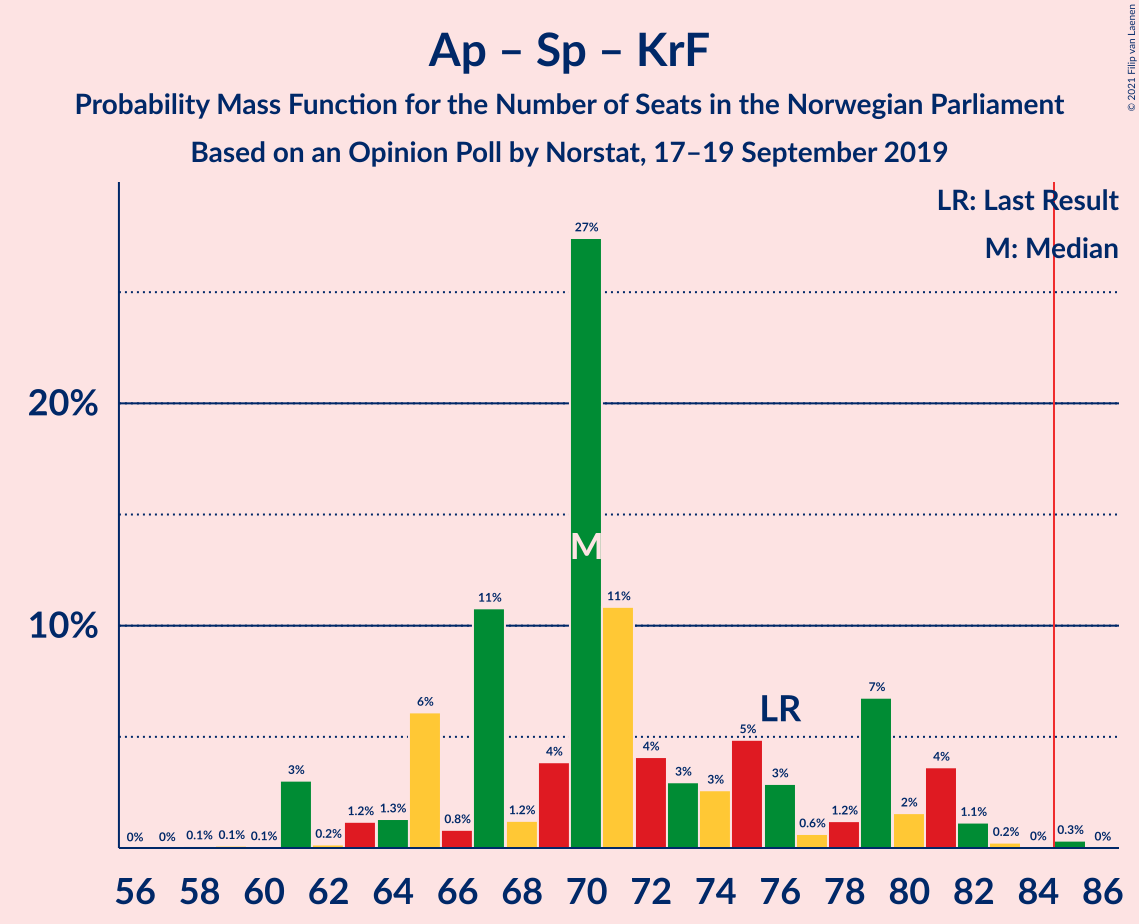 Ap – Sp – KrF
Probability Mass Function for the Number of Seats in the Norwegian Parliament
Based on an Opinion Poll by Norstat, 17–19 September 2019
© 2021 Filip van Laenen
LR: Last Result
M: Median
27%
20%
M
11% 11%
10%
6% 7%
LR
5%
4% 4% 4%
3% 3% 3% 3%
2%
0% 0% 0.1% 0.1% 0.1% 0.2% 1.2% 1.3% 0.8% 1.2% 0.6% 1.2% 1.1% 0.2% 0% 0.3% 0%
56 58 60 62 64 66 68 70 72 74 76 78 80 82 84 86